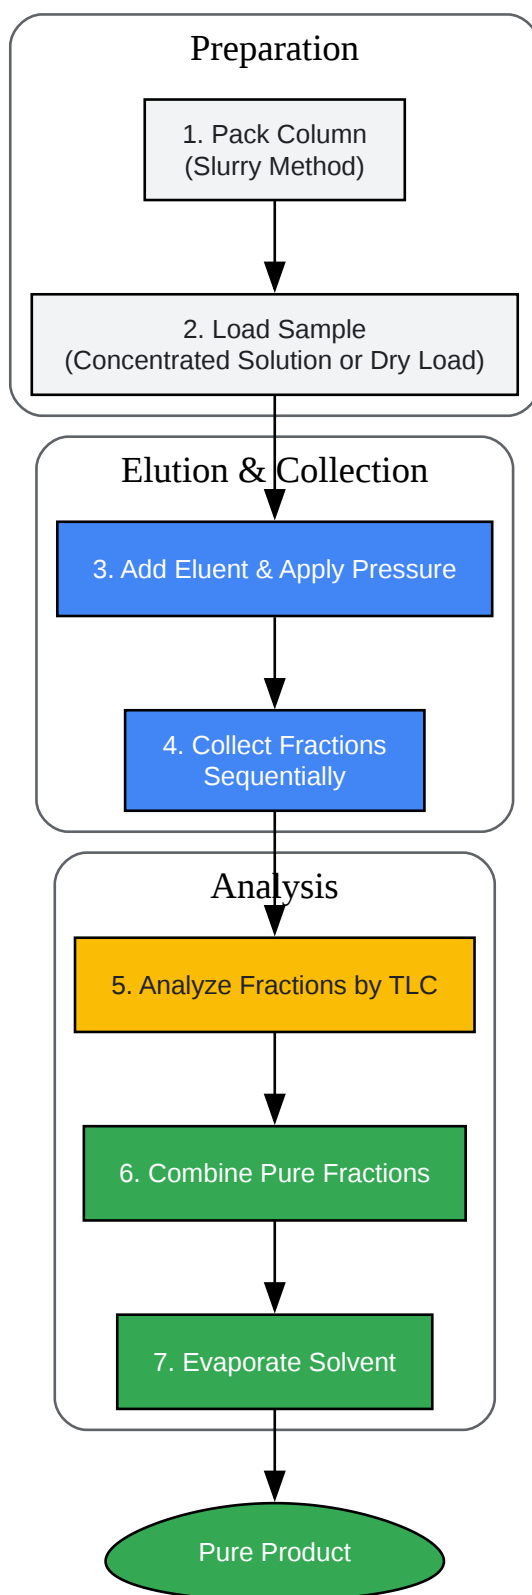 Preparation
1. Pack Column
(Slurry Method)
2. Load Sample
(Concentrated Solution or Dry Load)
Elution & Collection
3. Add Eluent & Apply Pressure
4. Collect Fractions
Sequentially
Analysis
5. Analyze Fractions by TLC
6. Combine Pure Fractions
7. Evaporate Solvent
Pure Product